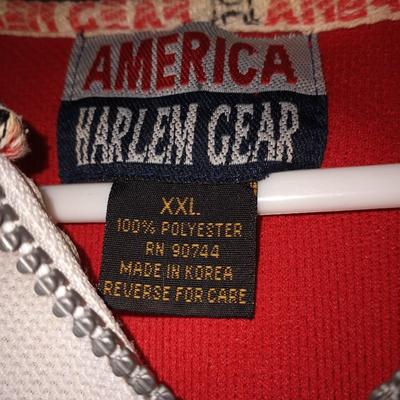 AMERICA
HARLEM GEAR
XXL
100% POLYESTER
RN 90744
MADE IN KOREA
REVERSE FOR CARE